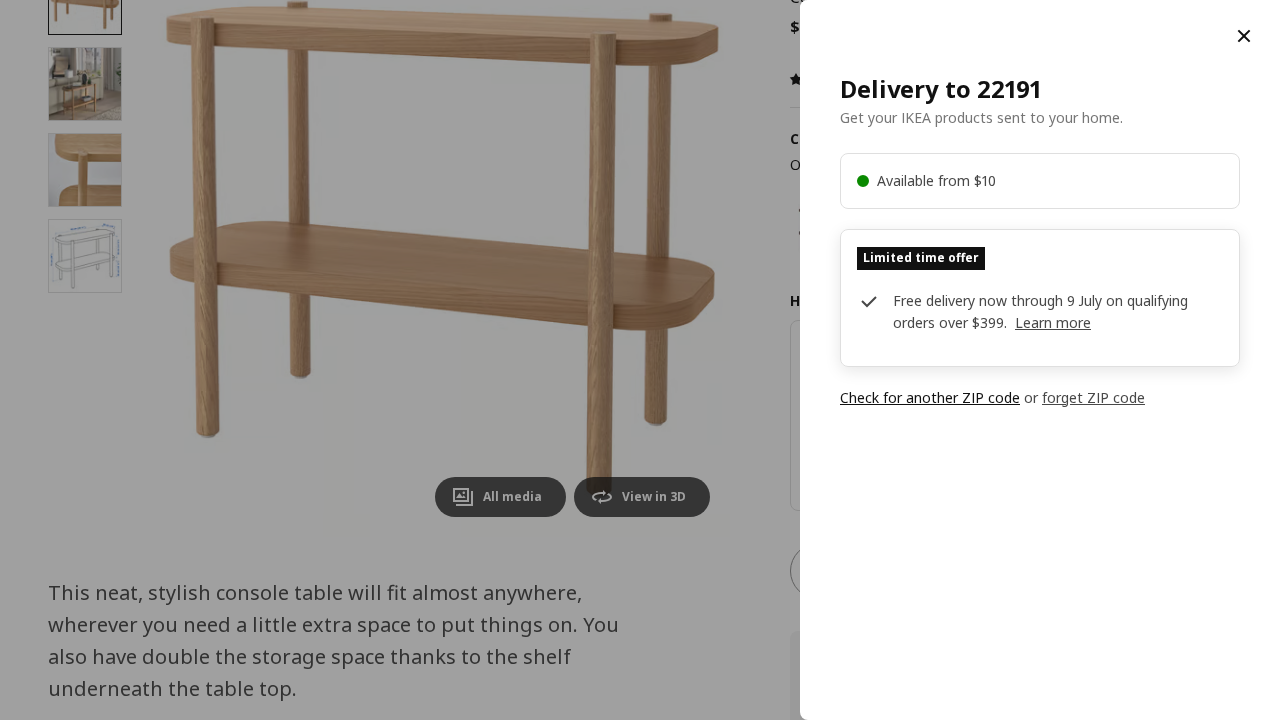 $
C
O
H
All media
View in 3D
This neat, stylish console table will fit almost anywhere,
wherever you need a little extra space to put things on. You
also have double the storage space thanks to the shelf
underneath the table top.
Delivery to 22191
Get your IKEA products sent to your home.
Available from $10
Limited time offer
Free delivery now through 9 July on qualifying
orders over $399. Learn more
Check for another ZIP code or forget ZIP code